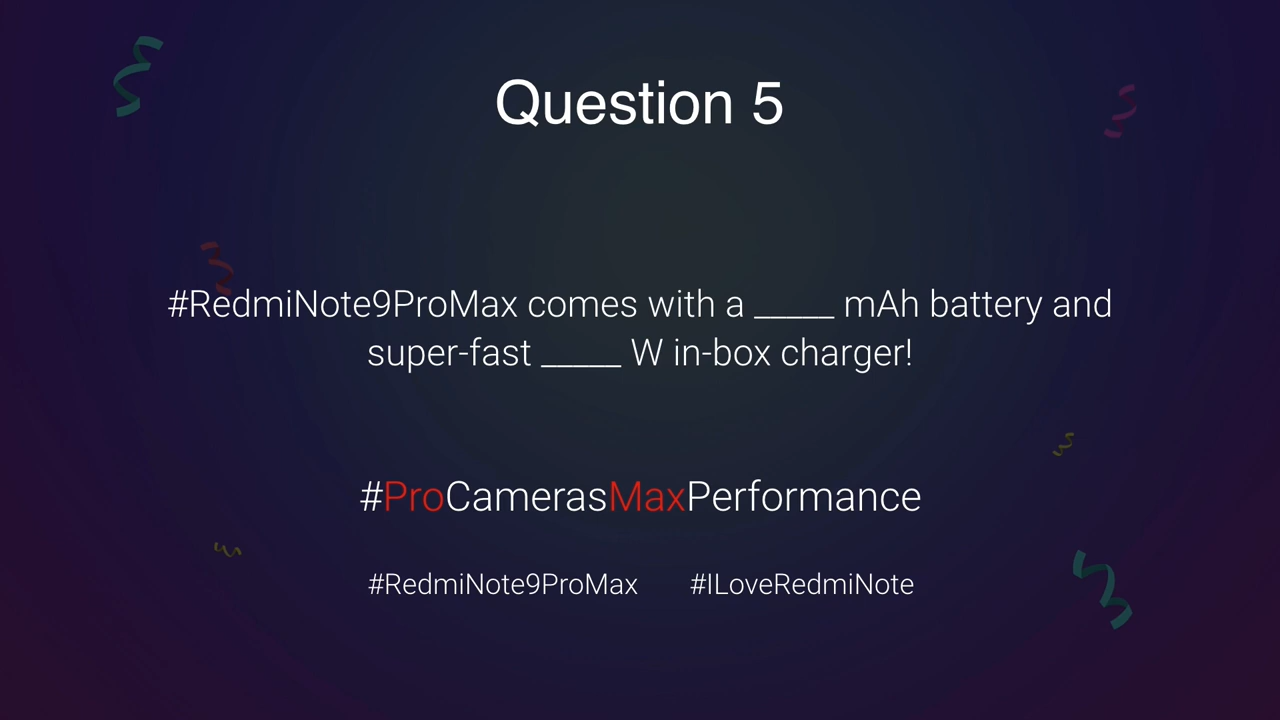 Question 5
#RedmiNote9ProMax comes with a _____ mAh battery and
super-fast _____ W in-box charger!
#ProCamerasMaxPerformance
#RedmiNote9ProMax #ILoveRedmiNote